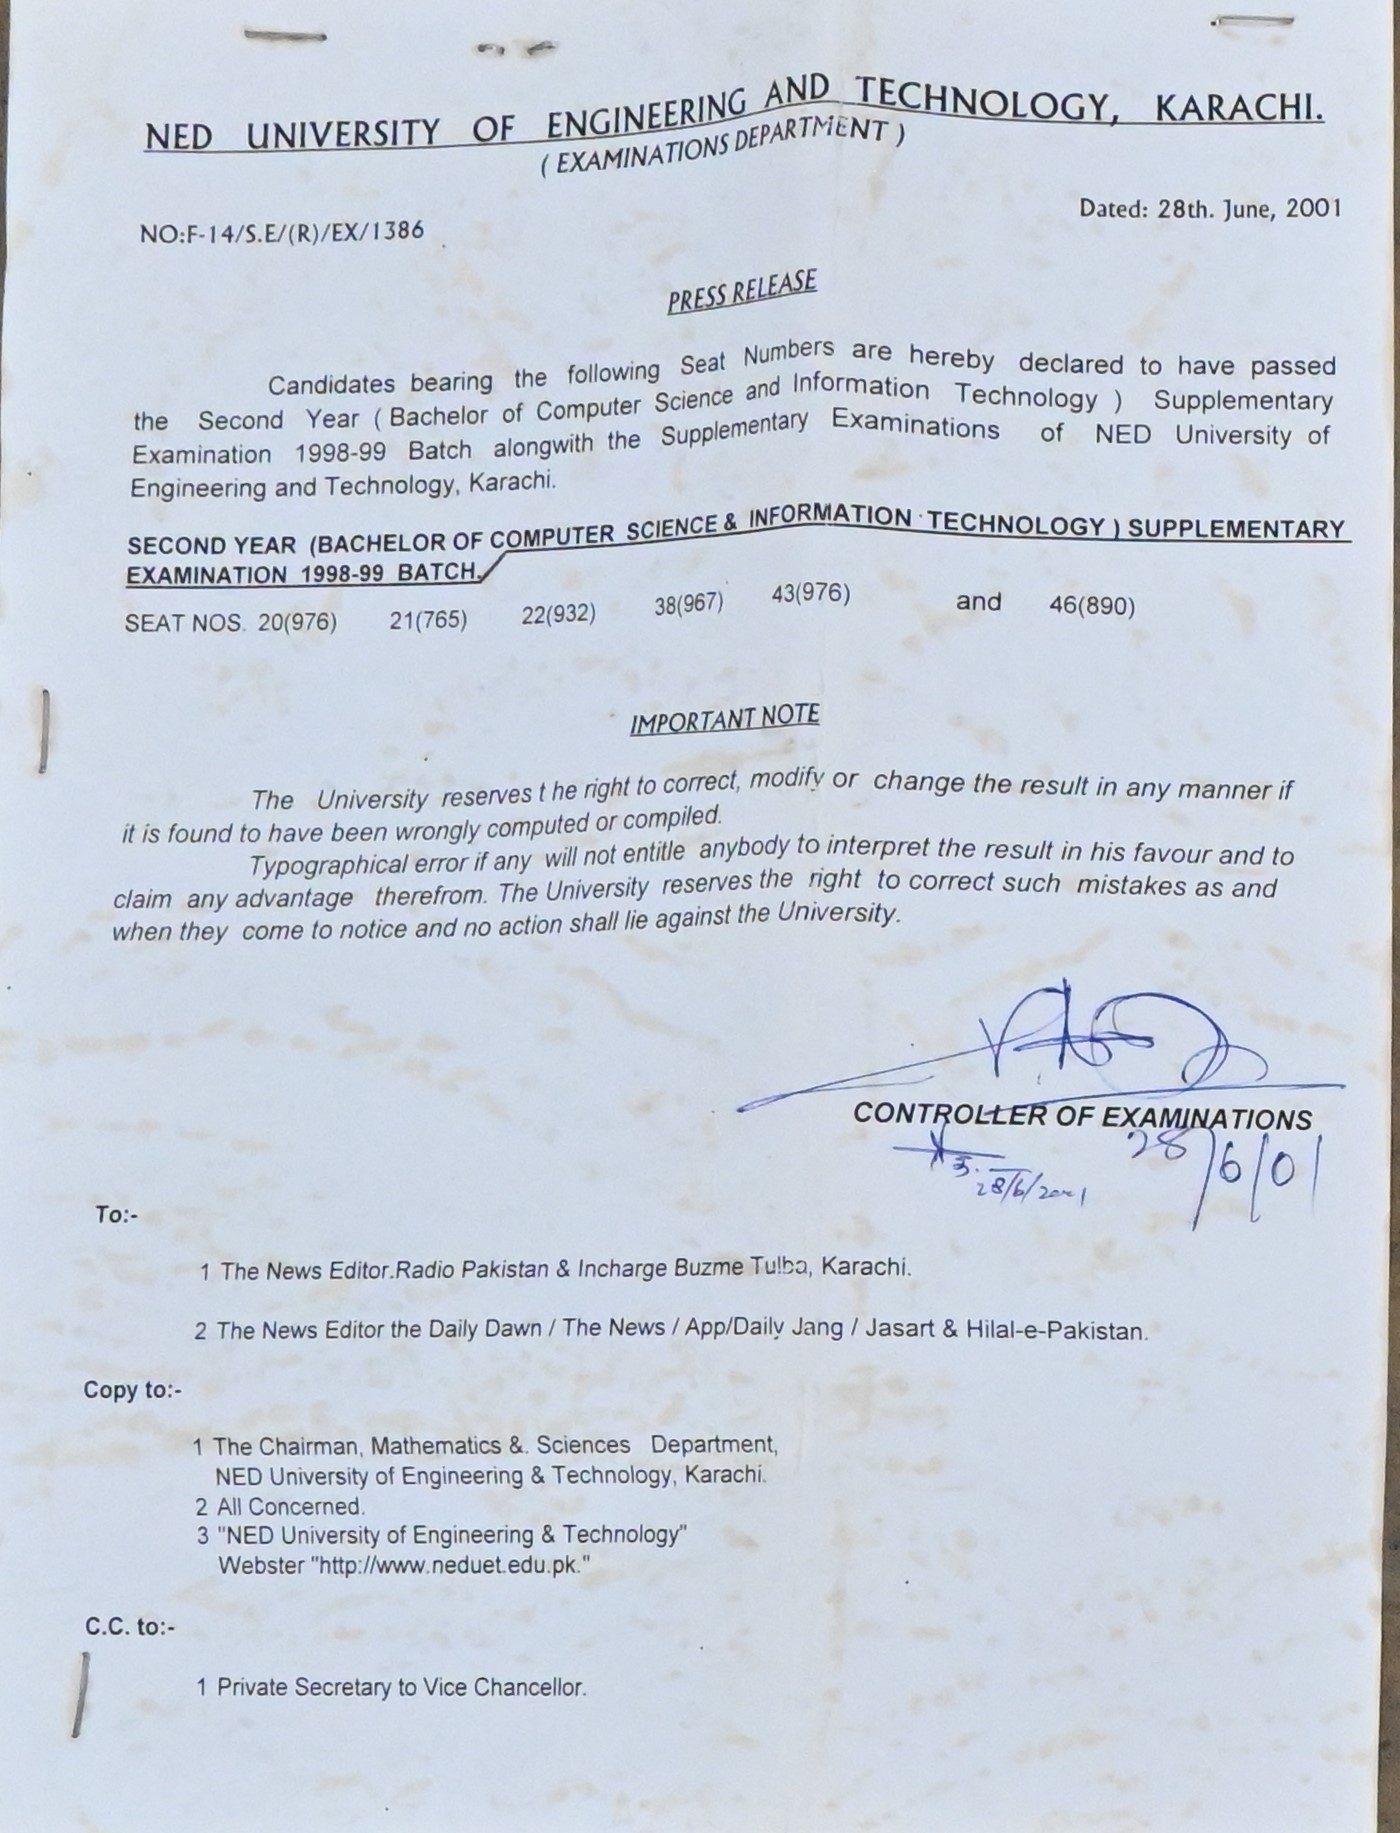 NED UNIVERSITY OF ENGINEERING AND TECHNOLOGY, KARACHI.
( EXAMINATIONS DEPARTMENT )
NO:F-14/S.E/(R)/EX/1386
Dated: 28th. June, 2001
PRESS RELEASE
Candidates bearing the following Seat Numbers are hereby declared to have passed
the Second Year ( Bachelor of Computer Science and Information Technology ) Supplementary
Examination 1998-99 Batch alongwith the Supplementary Examinations of NED University of
Engineering and Technology, Karachi.
SECOND YEAR (BACHELOR OF COMPUTER SCIENCE & INFORMATION TECHNOLOGY ) SUPPLEMENTARY
EXAMINATION 1998-99 BATCH.
SEAT NOS. 20(976) 21(765) 22(932) 38(967) 43(976) and 46(890)
IMPORTANT NOTE
The University reserves t he right to correct, modify or change the result in any manner if
it is found to have been wrongly computed or compiled.
Typographical error if any will not entitle anybody to interpret the result in his favour and to
claim any advantage therefrom. The University reserves the right to correct such mistakes as and
when they come to notice and no action shall lie against the University.
CONTROLLER OF EXAMINATIONS
28/6/01
28/6/2001
To:-
1 The News Editor.Radio Pakistan & Incharge Buzme Tulba, Karachi.
2 The News Editor the Daily Dawn / The News / App/Daily Jang / Jasart & Hilal-e-Pakistan.
Copy to:-
1 The Chairman, Mathematics &. Sciences Department,
NED University of Engineering & Technology, Karachi.
2 All Concerned.
3 "NED University of Engineering & Technology"
Webster "http://www.neduet.edu.pk."
C.C. to:-
1 Private Secretary to Vice Chancellor.